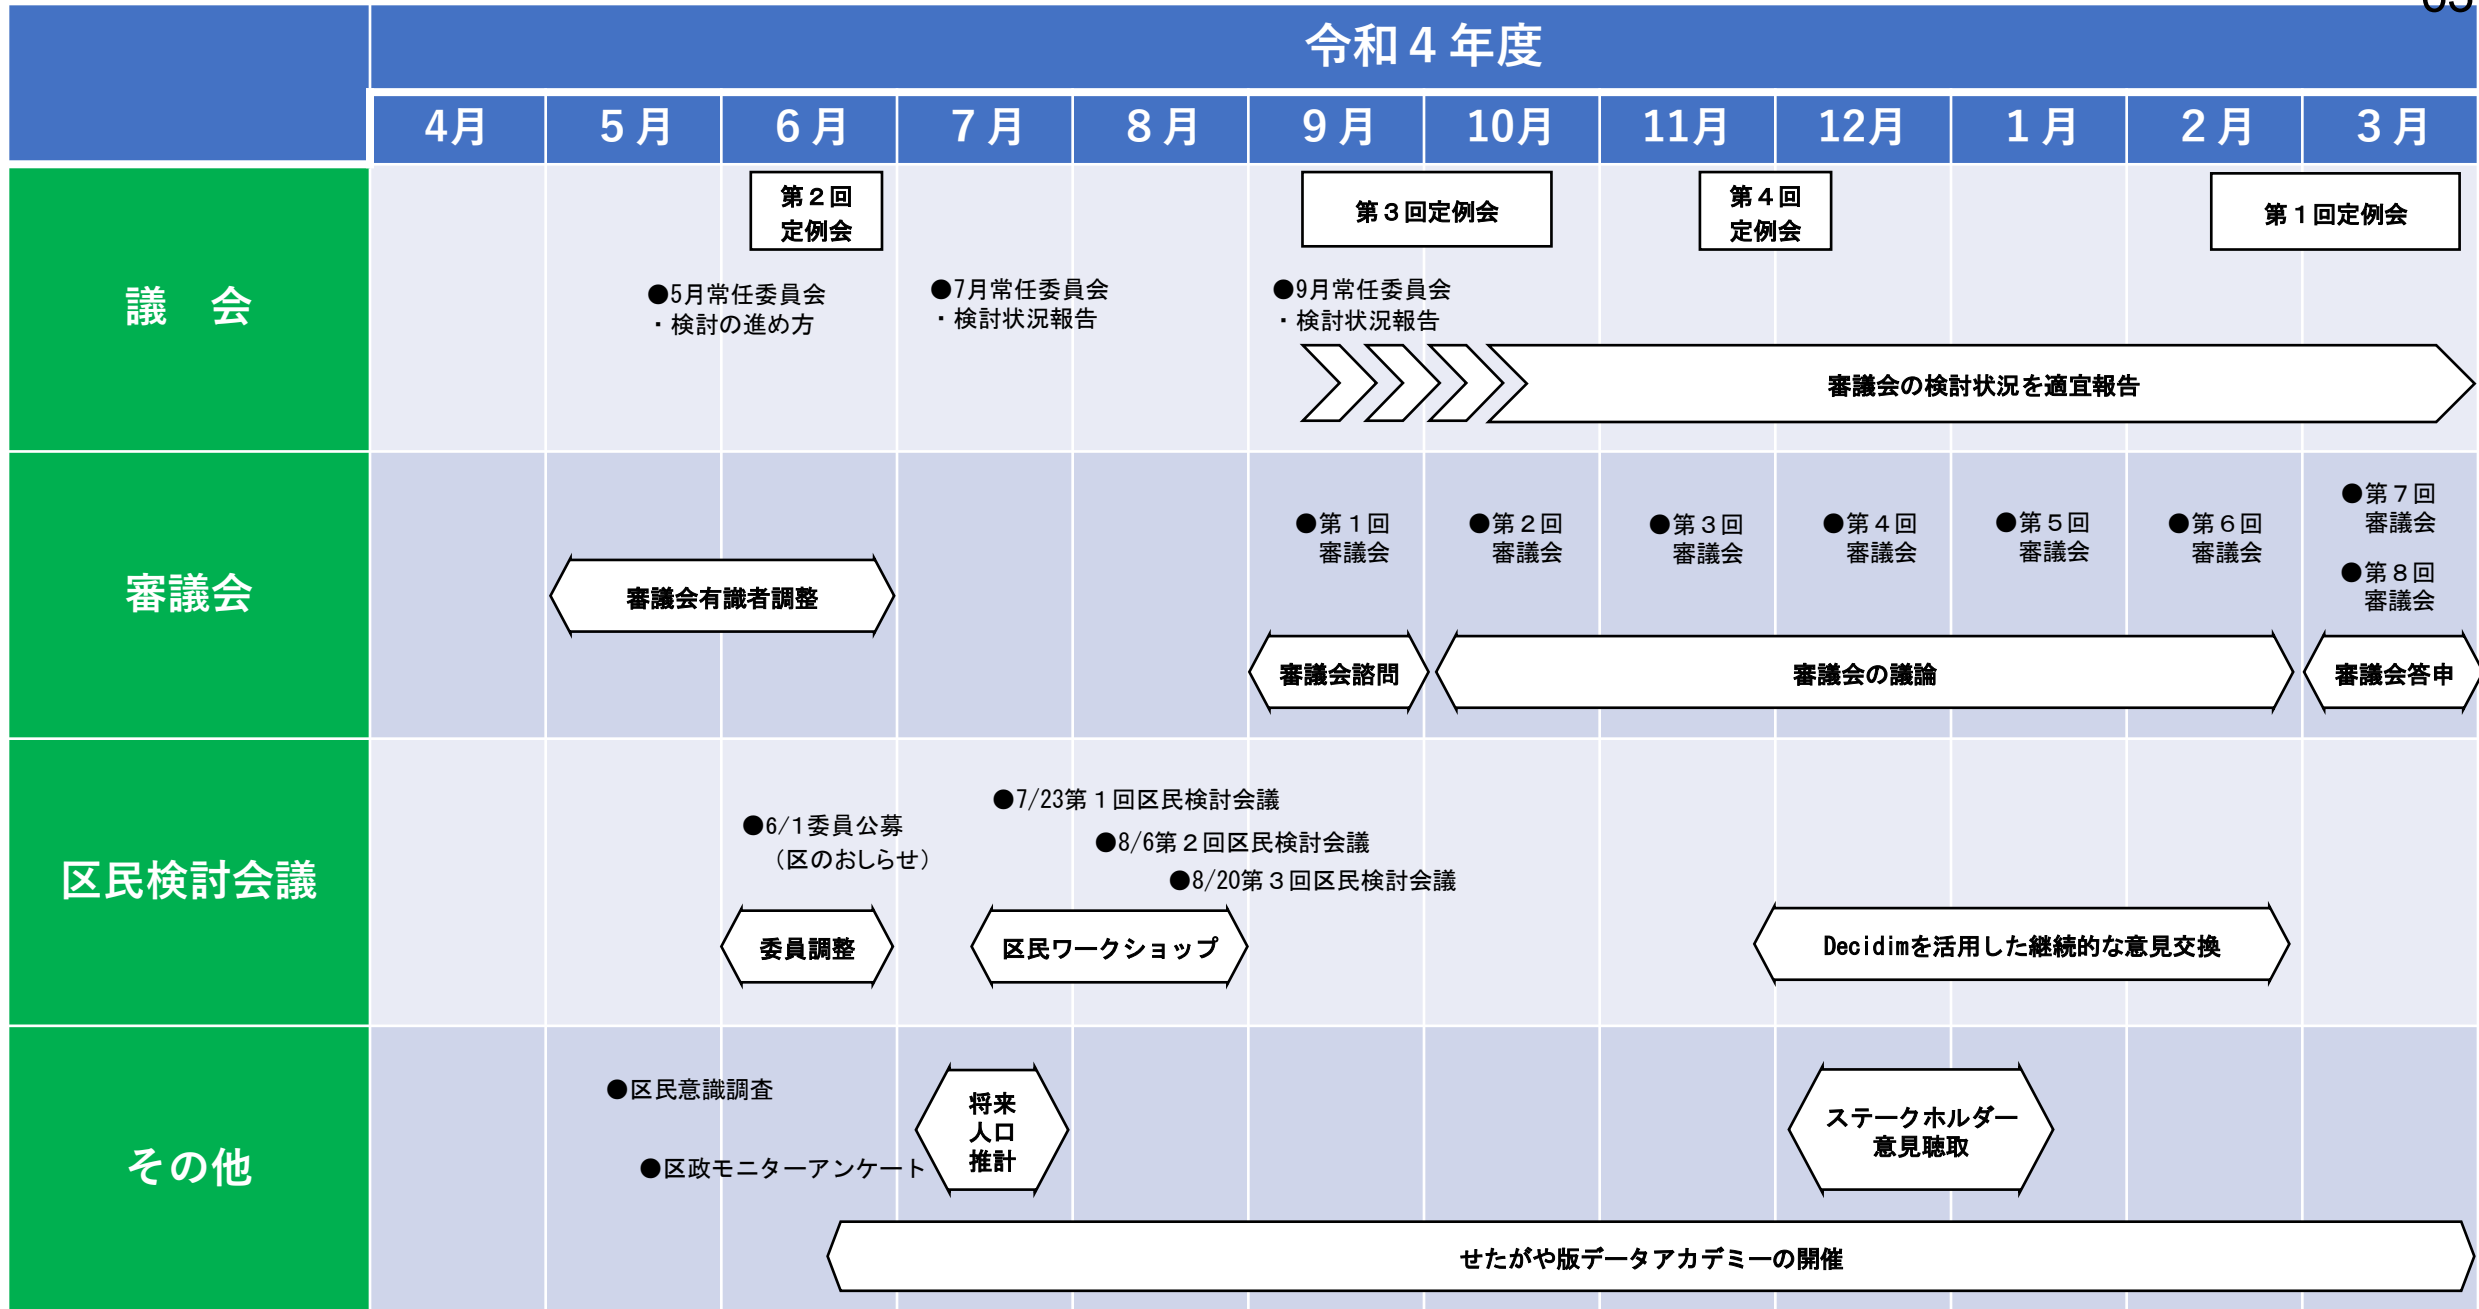 令和４年度
4月
５月
６月
７月
８月
９月
10月
11月
12月
１月
２月
３月
議　会
第２回
定例会
第３回定例会
第４回
定例会
第１回定例会
●5月常任委員会
・検討の進め方
●7月常任委員会
・検討状況報告
●9月常任委員会
・検討状況報告
審議会の検討状況を適宜報告
審議会
●第１回
審議会
●第２回
審議会
●第３回
審議会
●第４回
審議会
●第５回
審議会
●第６回
審議会
●第７回
審議会
●第８回
審議会
審議会有識者調整
審議会諮問
審議会の議論
審議会答申
区民検討会議
●6/1委員公募
（区のおしらせ）
●7/23第１回区民検討会議
●8/6第２回区民検討会議
●8/20第３回区民検討会議
委員調整
区民ワークショップ
Decidimを活用した継続的な意見交換
その他
●区民意識調査
●区政モニターアンケート
将来
人口
推計
ステークホルダー
意見聴取
せたがや版データアカデミーの開催